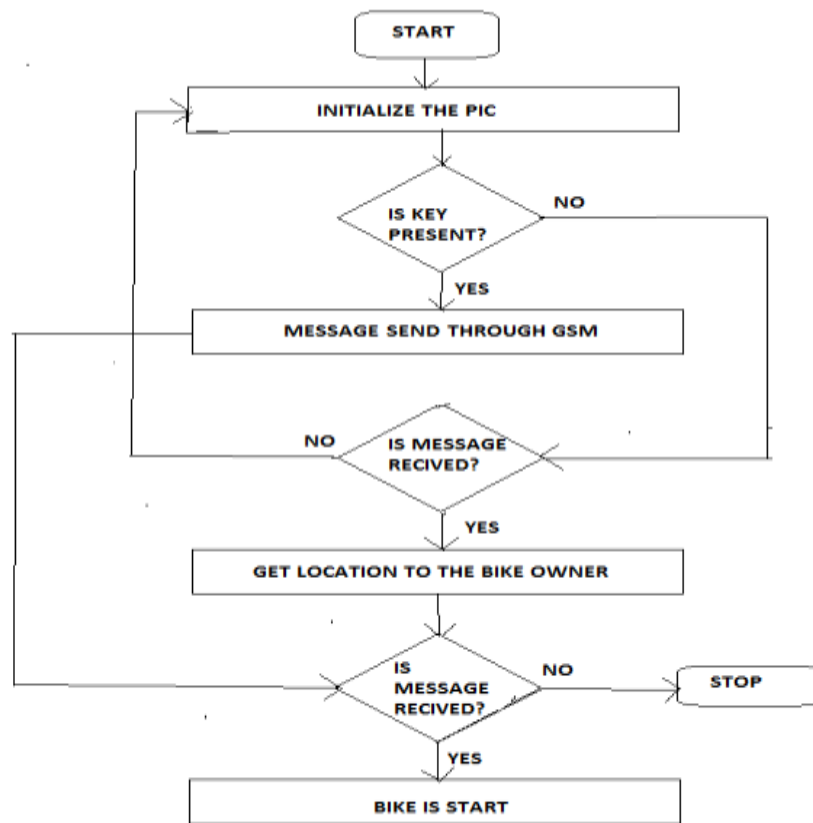 START
INITIALIZE THE PIC
IS KEY
PRESENT?
NO
YES
MESSAGE SEND THROUGH GSM
NO
IS MESSAGE
RECIVED?
YES
GET LOCATION TO THE BIKE OWNER
IS
MESSAGE
RECIVED?
NO
STOP
YES
BIKE IS START